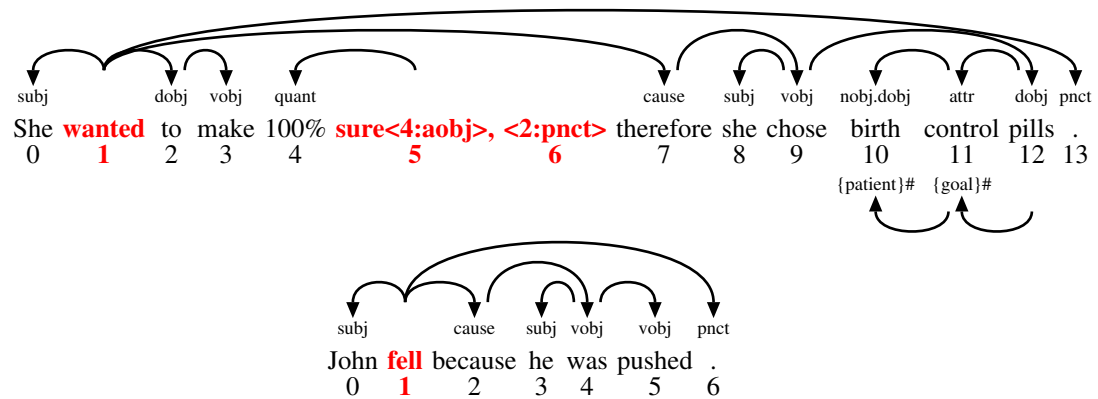 subj dobj vobj quant cause subj vobj nobj.dobj attr dobj pnct
She wanted to make 100% sure<4:aobj>, <2:pnct> therefore she chose birth control pills .
0 1 2 3 4 5 6 7 8 9 10 11 12 13
{patient}# {goal}#
subj cause subj vobj vobj pnct
John fell because he was pushed .
0 1 2 3 4 5 6